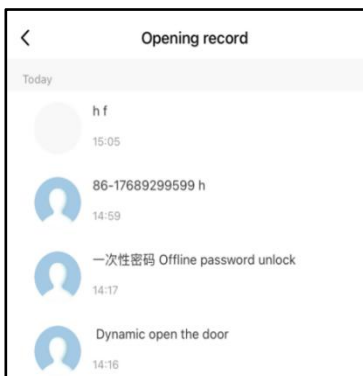 Opening record
Today
h f
15:05
86-17689299599 h
14:59
一次性密码 Offline password unlock
14:17
Dynamic open the door
14:16